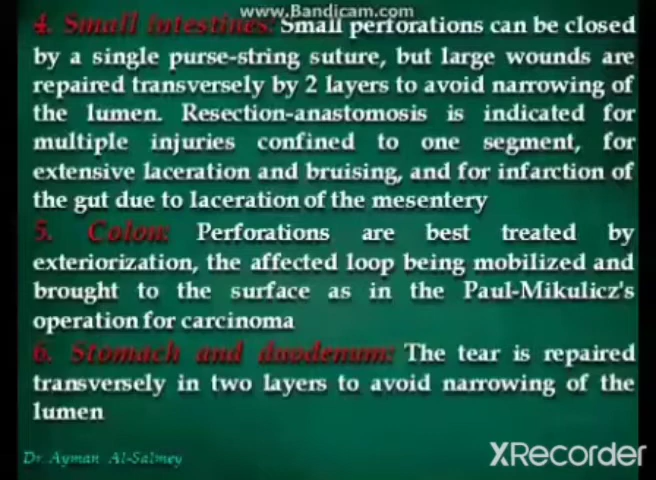 www.Bandicam.com
4. Small intestines: Small perforations can be closed
by a single purse-string suture, but large wounds are
repaired transversely by 2 layers to avoid narrowing of
the lumen. Resection-anastomosis is indicated for
multiple injuries confined to one segment, for
extensive laceration and bruising, and for infarction of
the gut due to laceration of the mesentery
5. Colon: Perforations are best treated by
exteriorization, the affected loop being mobilized and
brought to the surface as in the Paul-Mikulicz's
operation for carcinoma
6. Stomach and duodenum: The tear is repaired
transversely in two layers to avoid narrowing of the
lumen
Dr. Ayman Al-Salmey
XRecorder